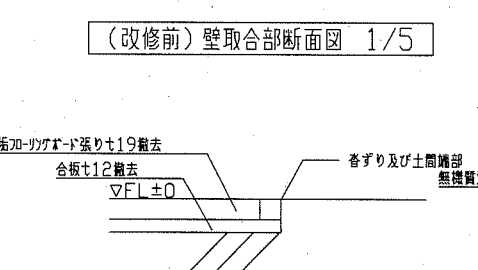 (改修前) 壁取合部断面図 1/5
フローリングボード張りt19撤去
合板t12撤去
▽FL±0
沓ずり及び土間端部
無機質